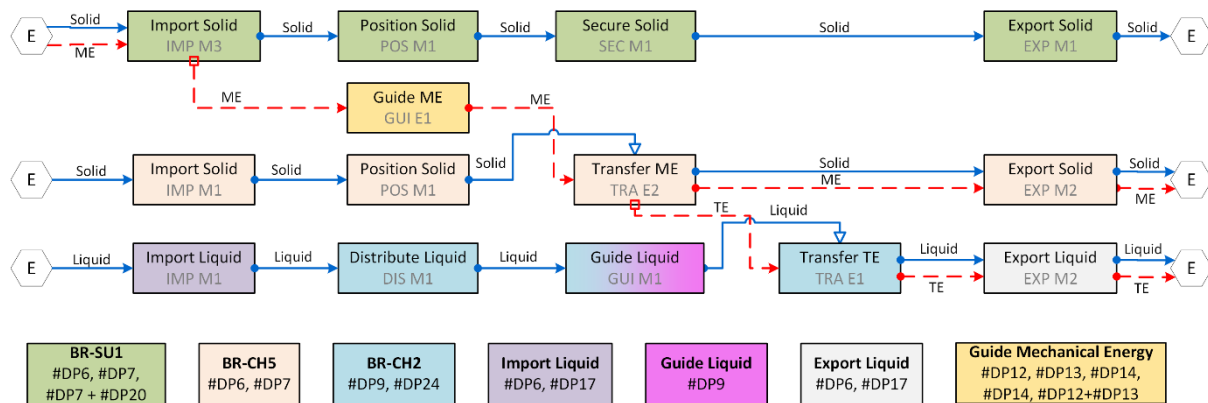 Solid
Solid
Solid
Solid
Solid
E
Import Solid
Position Solid
Secure Solid
Export Solid
E
IMP M3
POS M1
SEC M1
EXP M1
ME
ME
Guide ME
ME
GUI E1
Solid
Import Solid
Solid
Position Solid
Solid
Transfer ME
Solid
Export Solid
Solid
E
IMP M1
POS M1
TRA E2
ME
EXP M2
ME
E
TE
Liquid
Liquid
Import Liquid
Liquid
Distribute Liquid
Liquid
Guide Liquid
Transfer TE
Liquid
Export Liquid
Liquid
E
IMP M1
DIS M1
GUI M1
TRA E1
TE
EXP M2
TE
E
BR-SU1
#DP6, #DP7,
#DP7 + #DP20
BR-CH5
#DP6, #DP7
BR-CH2
#DP9, #DP24
Import Liquid
#DP6, #DP17
Guide Liquid
#DP9
Export Liquid
#DP6, #DP17
Guide Mechanical Energy
#DP12, #DP13, #DP14,
#DP14, #DP12+#DP13